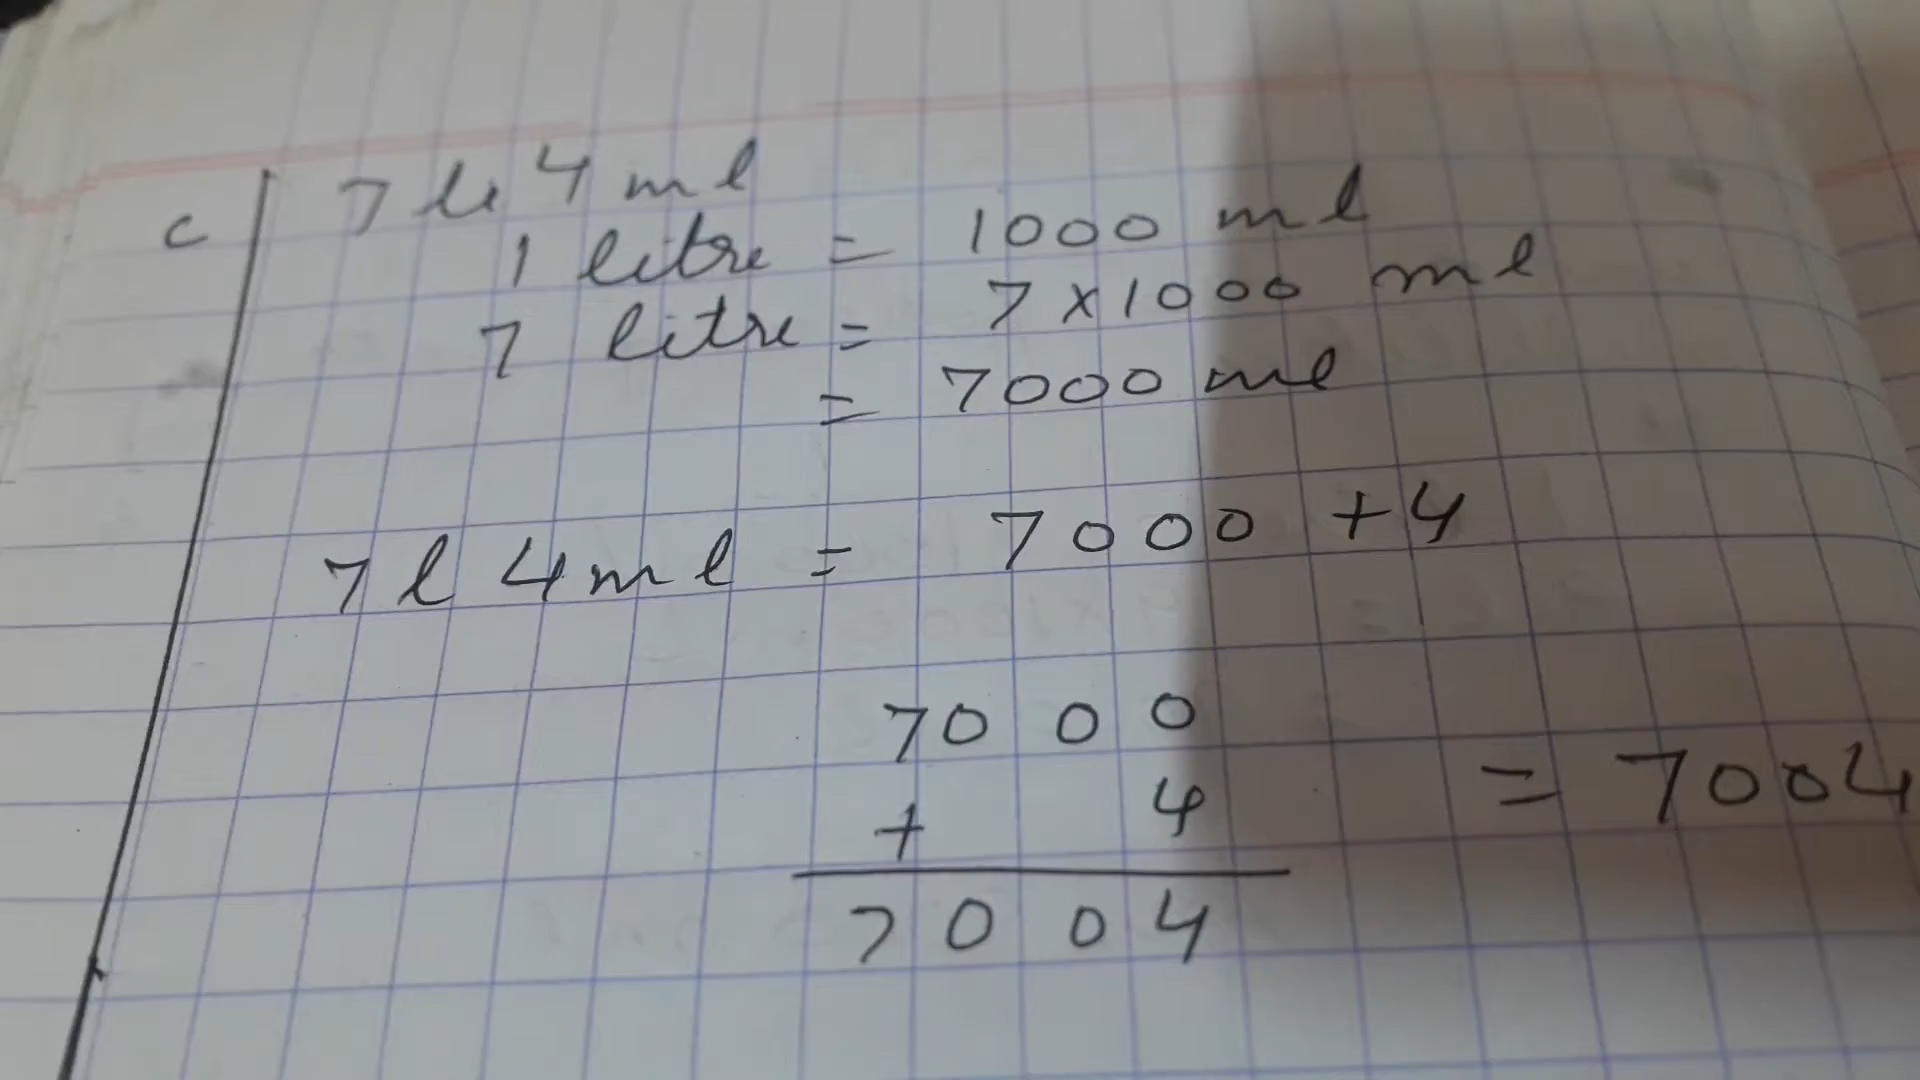 c 7 lt 4 ml
1 litre = 1000 ml
7 litre = 7 x 1000 ml
= 7000 ml
7 l 4 ml = 7000 + 4
7000
+ 4
7004
= 7004